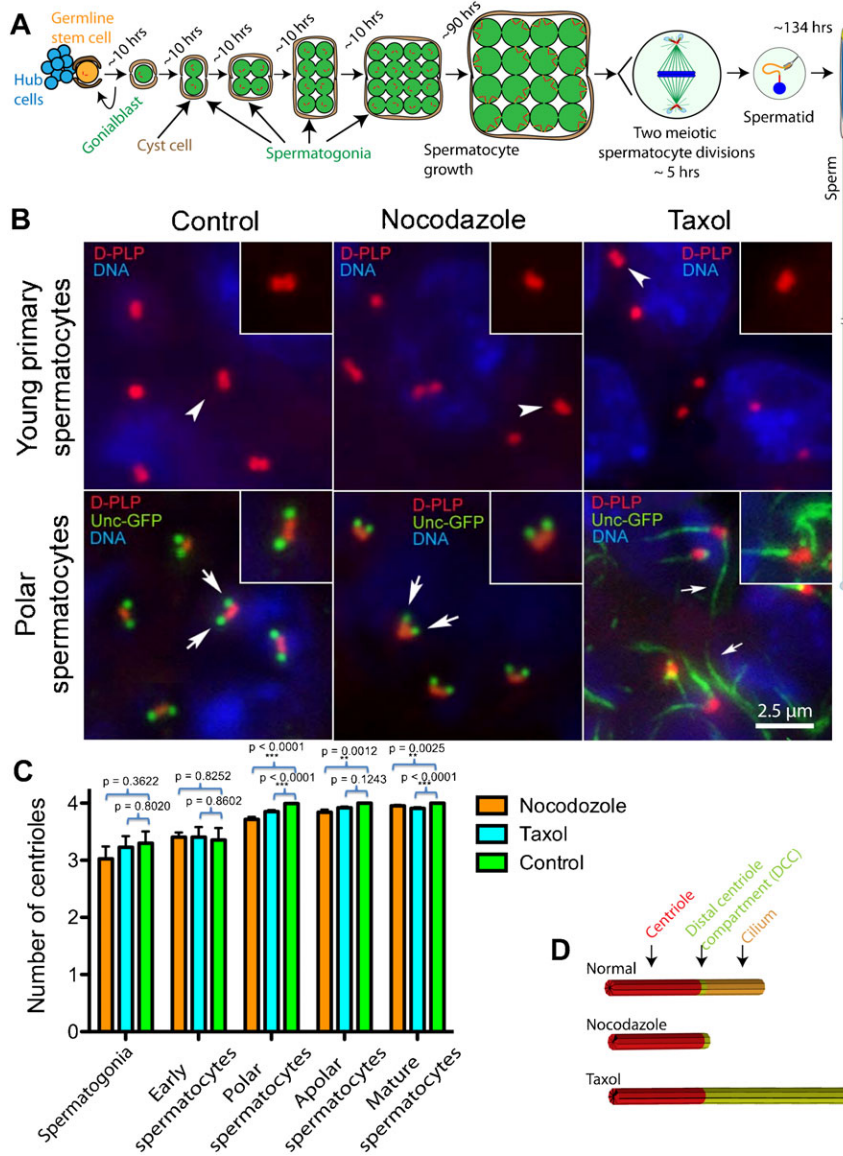 A
Germline
stem cell
Hub
cells
Gonialblast
~10 hrs
~10 hrs
~10 hrs
~10 hrs
~10 hrs
~90 hrs
~134 hrs
Cyst cell
Spermatogonia
Spermatocyte
growth
Two meiotic
spermatocyte divisions
~ 5 hrs
Spermatid
Sperm
B
Control
Nocodazole
Taxol
Young primary
spermatocytes
D-PLP
DNA
D-PLP
DNA
D-PLP
DNA
Polar
spermatocytes
D-PLP
Unc-GFP
DNA
D-PLP
Unc-GFP
DNA
D-PLP
Unc-GFP
DNA
2.5 µm
C
Number of centrioles
4
3
2
1
0
p = 0.3622
p = 0.8020
p = 0.8252
p = 0.8602
p < 0.0001
***
p < 0.0001
***
p = 0.0012
**
p = 0.1243
p = 0.0025
**
p <0.0001
***
Spermatogonia
Early
spermatocytes
Polar
spermatocytes
Apolar
spermatocytes
Mature
spermatocytes
Nocodozole
Taxol
Control
D
Centriole
Distal centriole
compartment (DCC)
Cilium
Normal
Nocodazole
Taxol